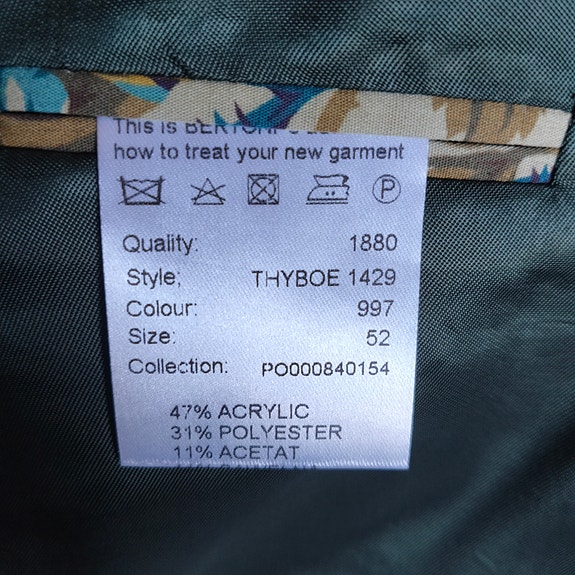 This is BERTONI's
how to treat your new garment
P
Quality: 1880
Style: THYBOE 1429
Colour: 997
Size: 52
Collection: PO000840154
47% ACRYLIC
31% POLYESTER
11% ACETAT